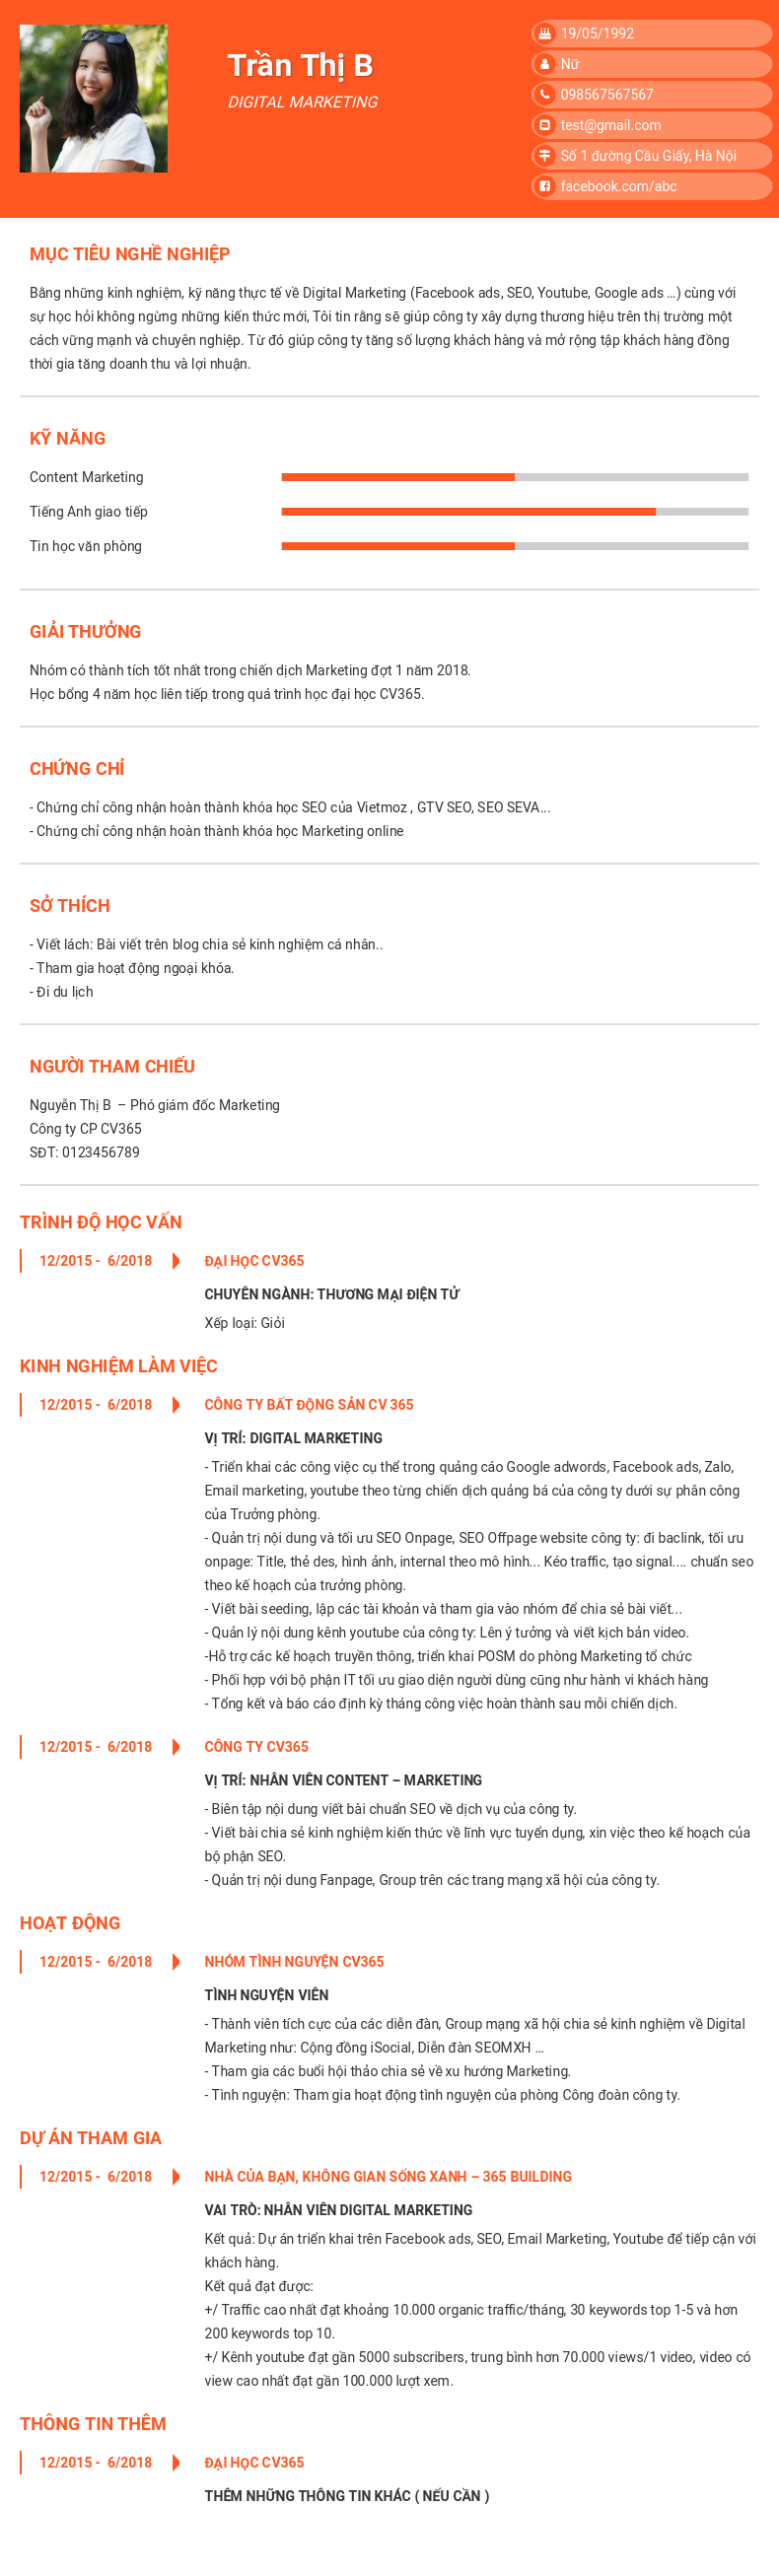 Trần Thị B
DIGITAL MARKETING
19/05/1992
Nữ
098567567567
test@gmail.com
Số 1 đường Cầu Giấy, Hà Nội
facebook.com/abc
MỤC TIÊU NGHỀ NGHIỆP
Bằng những kinh nghiệm, kỹ năng thực tế về Digital Marketing (Facebook ads, SEO, Youtube, Google ads …) cùng với
sự học hỏi không ngừng những kiến thức mới, Tôi tin rằng sẽ giúp công ty xây dựng thương hiệu trên thị trường một
cách vững mạnh và chuyên nghiệp. Từ đó giúp công ty tăng số lượng khách hàng và mở rộng tập khách hàng đồng
thời gia tăng doanh thu và lợi nhuận.
KỸ NĂNG
Content Marketing
Tiếng Anh giao tiếp
Tin học văn phòng
GIẢI THƯỞNG
Nhóm có thành tích tốt nhất trong chiến dịch Marketing đợt 1 năm 2018.
Học bổng 4 năm học liên tiếp trong quá trình học đại học CV365.
CHỨNG CHỈ
- Chứng chỉ công nhận hoàn thành khóa học SEO của Vietmoz , GTV SEO, SEO SEVA...
- Chứng chỉ công nhận hoàn thành khóa học Marketing online
SỞ THÍCH
- Viết lách: Bài viết trên blog chia sẻ kinh nghiệm cá nhân..
- Tham gia hoạt động ngoại khóa.
- Đi du lịch
NGƯỜI THAM CHIẾU
Nguyễn Thị B – Phó giám đốc Marketing
Công ty CP CV365
SĐT: 0123456789
TRÌNH ĐỘ HỌC VẤN
12/2015 - 6/2018 ĐẠI HỌC CV365
CHUYÊN NGÀNH: THƯƠNG MẠI ĐIỆN TỬ
Xếp loại: Giỏi
KINH NGHIỆM LÀM VIỆC
12/2015 - 6/2018 CÔNG TY BẤT ĐỘNG SẢN CV 365
VỊ TRÍ: DIGITAL MARKETING
- Triển khai các công việc cụ thể trong quảng cáo Google adwords, Facebook ads, Zalo,
Email marketing, youtube theo từng chiến dịch quảng bá của công ty dưới sự phân công
của Trưởng phòng.
- Quản trị nội dung và tối ưu SEO Onpage, SEO Offpage website công ty: đi baclink, tối ưu
onpage: Title, thẻ des, hình ảnh, internal theo mô hình... Kéo traffic, tạo signal.... chuẩn seo
theo kế hoạch của trưởng phòng.
- Viết bài seeding, lập các tài khoản và tham gia vào nhóm để chia sẻ bài viết...
- Quản lý nội dung kênh youtube của công ty: Lên ý tưởng và viết kịch bản video.
-Hỗ trợ các kế hoạch truyền thông, triển khai POSM do phòng Marketing tổ chức
- Phối hợp với bộ phận IT tối ưu giao diện người dùng cũng như hành vi khách hàng
- Tổng kết và báo cáo định kỳ tháng công việc hoàn thành sau mỗi chiến dịch.
12/2015 - 6/2018 CÔNG TY CV365
VỊ TRÍ: NHÂN VIÊN CONTENT – MARKETING
- Biên tập nội dung viết bài chuẩn SEO về dịch vụ của công ty.
- Viết bài chia sẻ kinh nghiệm kiến thức về lĩnh vực tuyển dụng, xin việc theo kế hoạch của
bộ phận SEO.
- Quản trị nội dung Fanpage, Group trên các trang mạng xã hội của công ty.
HOẠT ĐỘNG
12/2015 - 6/2018 NHÓM TÌNH NGUYỆN CV365
TÌNH NGUYỆN VIÊN
- Thành viên tích cực của các diễn đàn, Group mạng xã hội chia sẻ kinh nghiệm về Digital
Marketing như: Cộng đồng iSocial, Diễn đàn SEOMXH …
- Tham gia các buổi hội thảo chia sẻ về xu hướng Marketing.
- Tình nguyện: Tham gia hoạt động tình nguyện của phòng Công đoàn công ty.
DỰ ÁN THAM GIA
12/2015 - 6/2018 NHÀ CỦA BẠN, KHÔNG GIAN SỐNG XANH – 365 BUILDING
VAI TRÒ: NHÂN VIÊN DIGITAL MARKETING
Kết quả: Dự án triển khai trên Facebook ads, SEO, Email Marketing, Youtube để tiếp cận với
khách hàng.
Kết quả đạt được:
+/ Traffic cao nhất đạt khoảng 10.000 organic traffic/tháng, 30 keywords top 1-5 và hơn
200 keywords top 10.
+/ Kênh youtube đạt gần 5000 subscribers, trung bình hơn 70.000 views/1 video, video có
view cao nhất đạt gần 100.000 lượt xem.
THÔNG TIN THÊM
12/2015 - 6/2018 ĐẠI HỌC CV365
THÊM NHỮNG THÔNG TIN KHÁC ( NẾU CẦN )